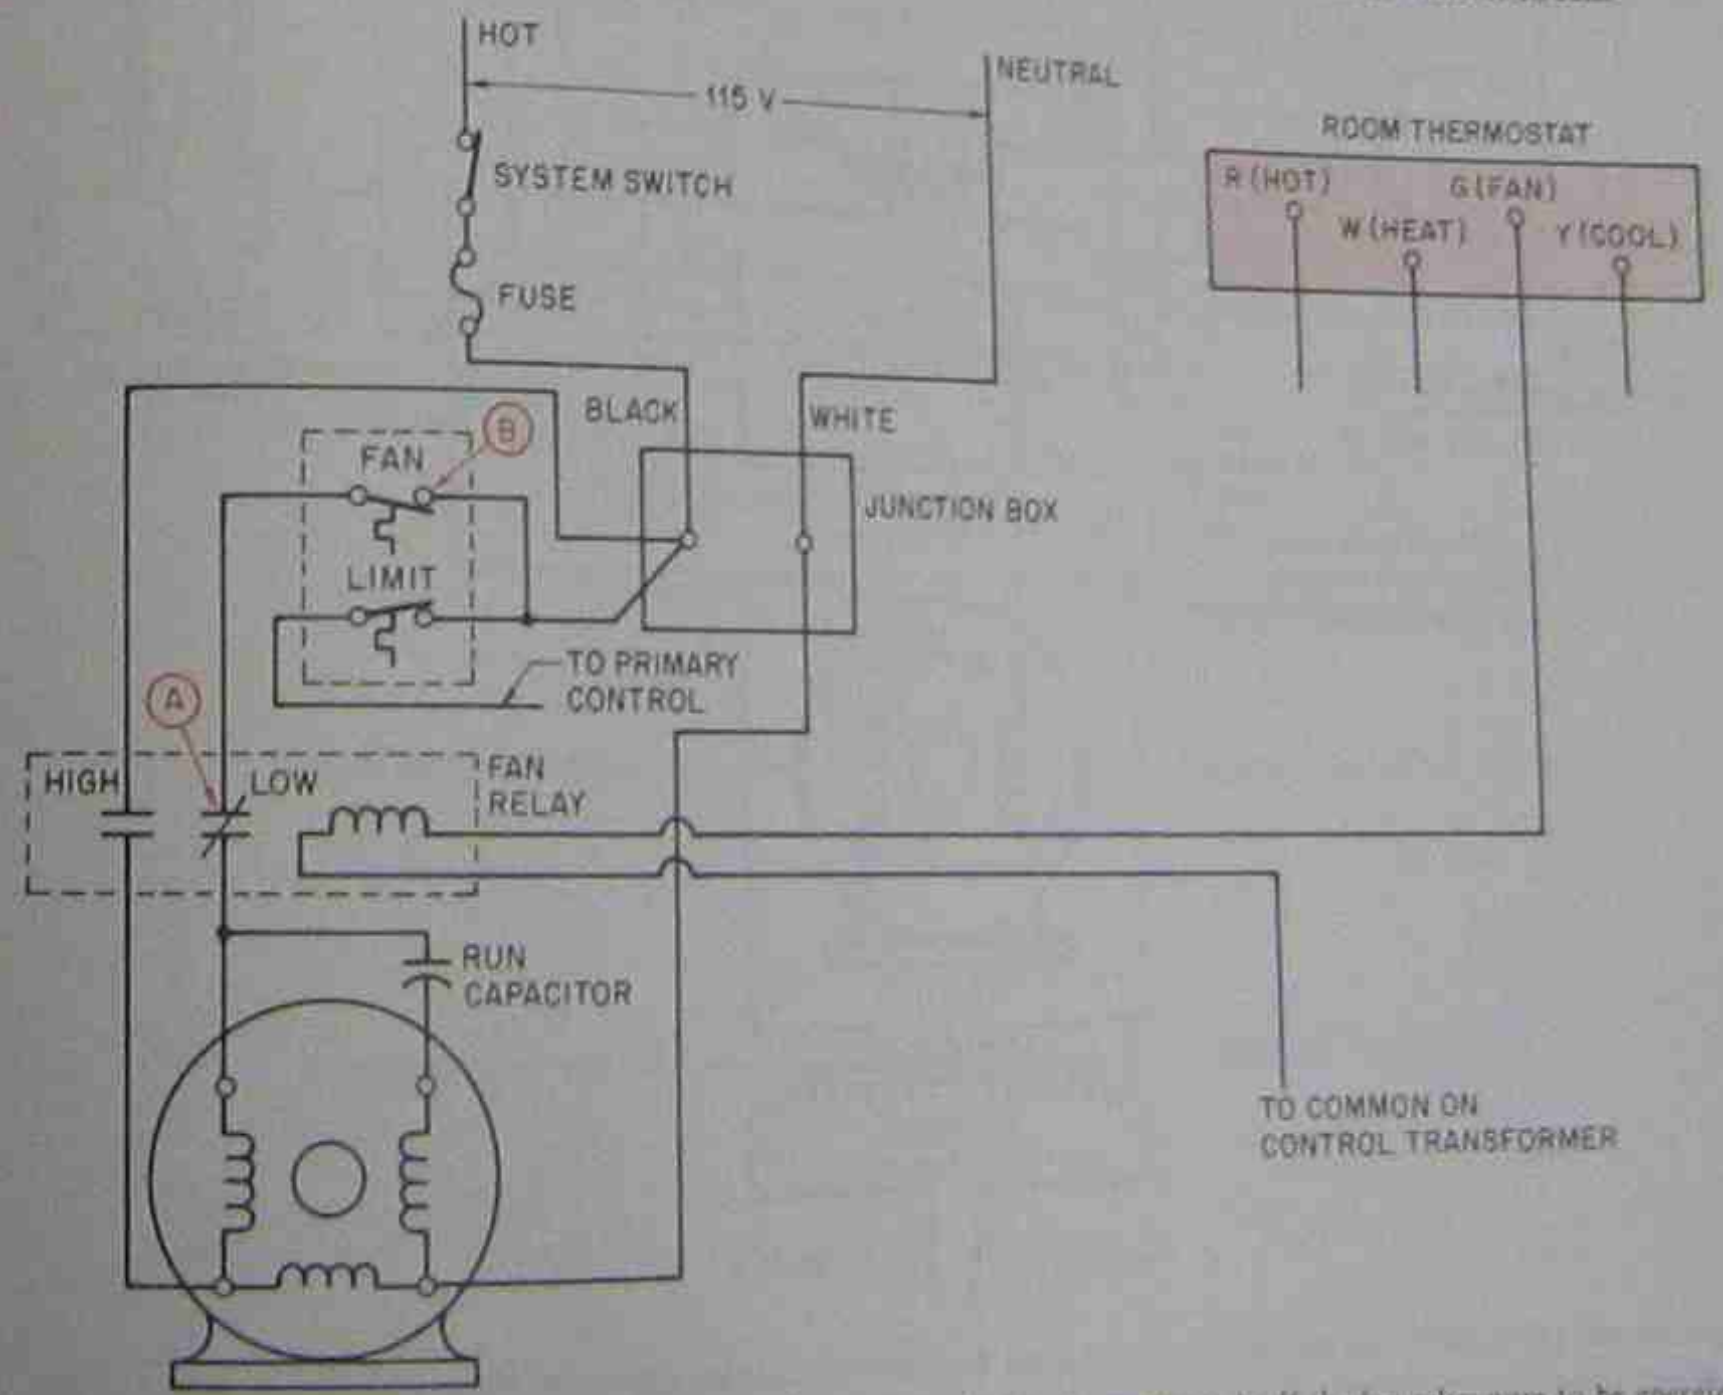 HOT
NEUTRAL
115 V
SYSTEM SWITCH
FUSE
ROOM THERMOSTAT
R (HOT)
G (FAN)
W (HEAT)
Y (COOL)
BLACK
WHITE
B
FAN
JUNCTION BOX
LIMIT
TO PRIMARY
CONTROL
A
HIGH
LOW
FAN
RELAY
RUN
CAPACITOR
TO COMMON ON
CONTROL TRANSFORMER